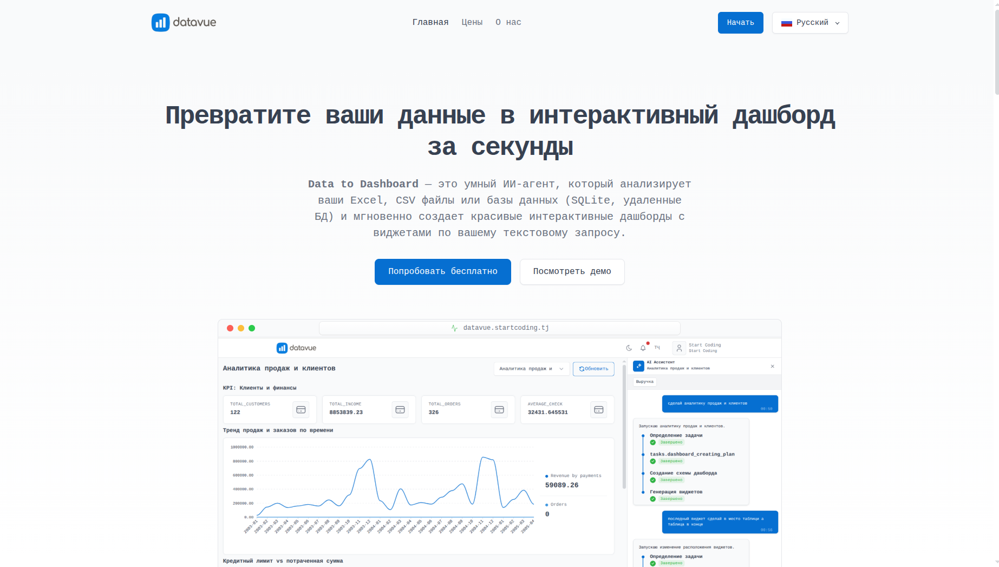 datavue
Главная Цены О нас
Начать
Русский
Превратите ваши данные в интерактивный дашборд
за секунды
Data to Dashboard — это умный ИИ-агент, который анализирует
ваши Excel, CSV файлы или базы данных (SQLite, удаленные
БД) и мгновенно создает красивые интерактивные дашборды с
виджетами по вашему текстовому запросу.
Попробовать бесплатно
Посмотреть демо
datavue.startcoding.tj
datavue
ТҶ
Start Coding
Start Coding
Аналитика продаж и клиентов
Аналитика продаж и
Обновить
KPI: Клиенты и финансы
TOTAL_CUSTOMERS
122
TOTAL_INCOME
8853839.23
TOTAL_ORDERS
326
AVERAGE_CHECK
32431.645531
Тренд продаж и заказов по времени
1000000.00
800000.00
600000.00
400000.00
200000.00
0.00
2003-01
2003-02
2003-03
2003-04
2003-05
2003-06
2003-07
2003-08
2003-09
2003-10
2003-11
2003-12
2004-01
2004-02
2004-03
2004-04
2004-05
2004-06
2004-07
2004-08
2004-09
2004-10
2004-11
2004-12
2005-01
2005-02
2005-03
2005-04
Revenue by payments
59089.26
Orders
0
Кредитный лимит vs потраченная сумма
AI Ассистент
Аналитика продаж и клиентов
Выручка
сделай аналитику продаж и клиентов
Запускаю аналитику продаж и клиентов.
Определение задачи
Завершено
tasks.dashboard_creating_plan
Завершено
Создание схемы дашборда
Завершено
Генерация виджетов
Завершено
последный виджет сделай в место таблици а
таблица в конце
Запускаю изменение расположения виджетов.
Определение задачи
Завершено